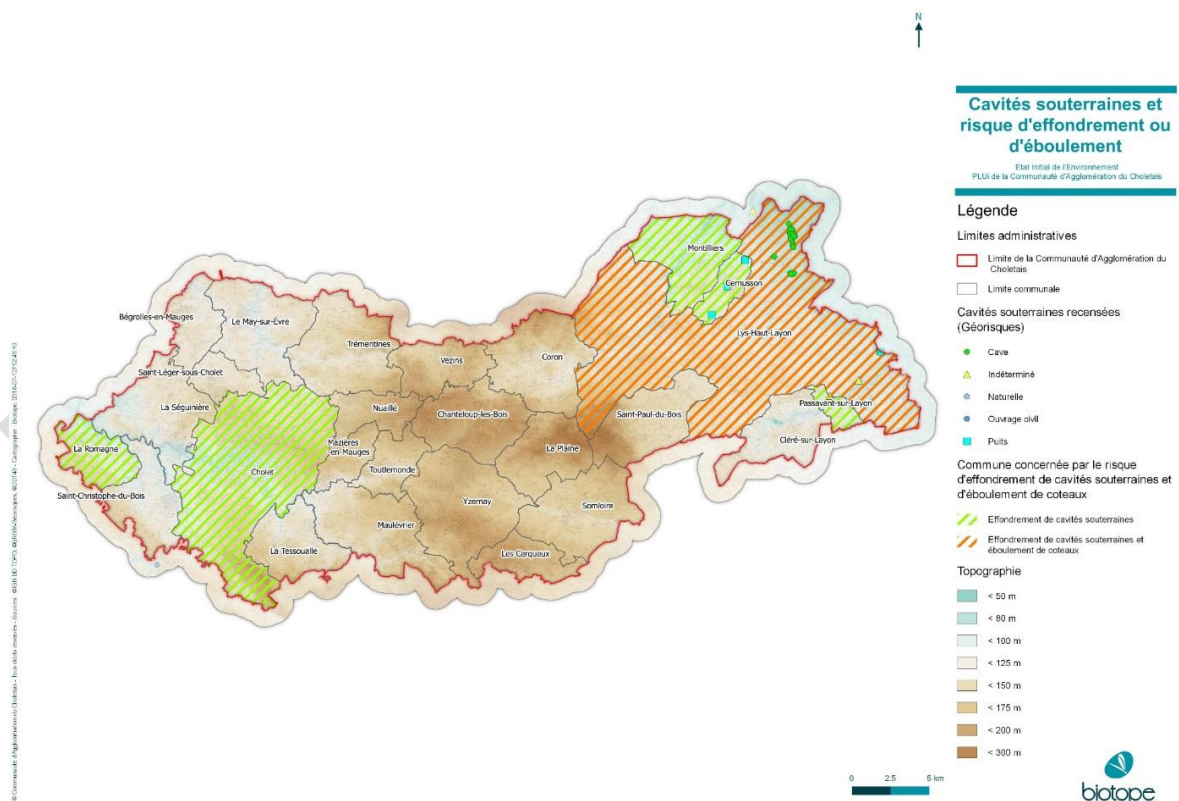 N
Cavités souterraines et
risque d'effondrement ou
d'éboulement
Etat Initial de l'Environnement
PLUi de la Communauté d'Agglomération du Choletais
Légende
Limites administratives
Limite de la Communauté d'Agglomération du
Choletais
Limite communale
Cavités souterraines recensées
(Géorisques)
Cave
Indéterminé
Naturelle
Ouvrage civil
Puits
Commune concernée par le risque
d'effondrement de cavités souterraines et
d'éboulement de coteaux
Effondrement de cavités souterraines
Effondrement de cavités souterraines et
éboulement de coteaux
Topographie
< 50 m
< 80 m
< 100 m
< 125 m
< 150 m
< 175 m
< 200 m
< 300 m
Montilliers
Cernusson
Lys-Haut-Layon
Bégrolles-en-Mauges
Le May-sur-Èvre
Trémentines
Vezins
Coron
Saint-Léger-sous-Cholet
La Séguinière
Nuaillé
Chanteloup-les-Bois
Saint-Paul-du-Bois
Passavant-sur-Layon
Cléré-sur-Layon
La Romagne
Cholet
Mazières
en-Mauges
La Plaine
Toutlemonde
Saint-Christophe-du-Bois
Yzernay
Somloire
Maulévrier
La Tessoualle
Les Cerqueux
0 2.5 5 km
biotope